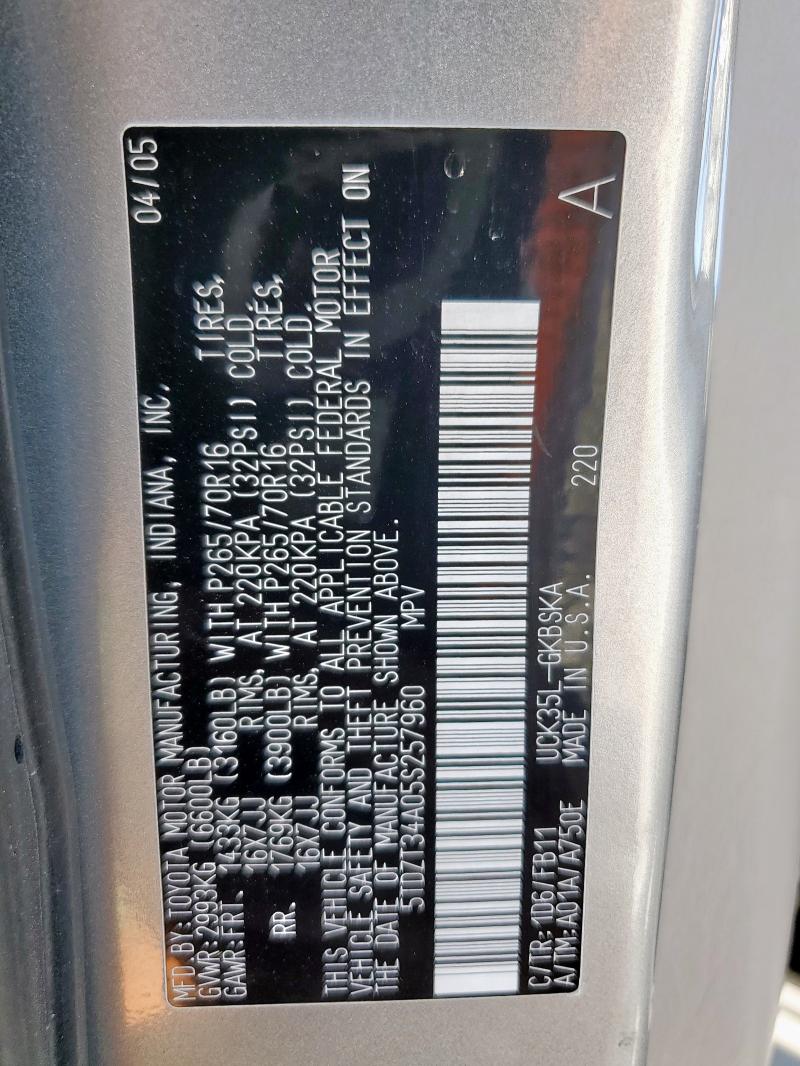 MFD BY:TOYOTA MOTOR MANUFACTURING, INDIANA, INC. 04/05
GVWR:2993KG (6600LB)
GAWR:FRT. 1433KG (3160LB) WITH P265/70R16 TIRES,
16X7JJ RIMS, AT 220KPA (32PSI) COLD
RR. 1769KG (3900LB) WITH P265/70R16 TIRES,
16X7JJ RIMS, AT 220KPA (32PSI) COLD
THIS VEHICLE CONFORMS TO ALL APPLICABLE FEDERAL MOTOR
VEHICLE SAFETY AND THEFT PREVENTION STANDARDS IN EFFECT ON
THE DATE OF MANUFACTURE SHOWN ABOVE.
5TDZT34A05S257960 MPV
C/TR:1D6/FB11 UCK35L-GKBSKA
A/TM:A01A/A750E MADE IN U.S.A. 220 A